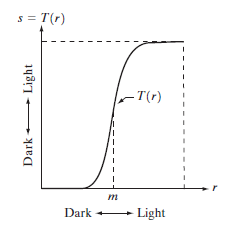 s = T(r)
Dark ↔ Light
T(r)
r
m
Dark ↔ Light